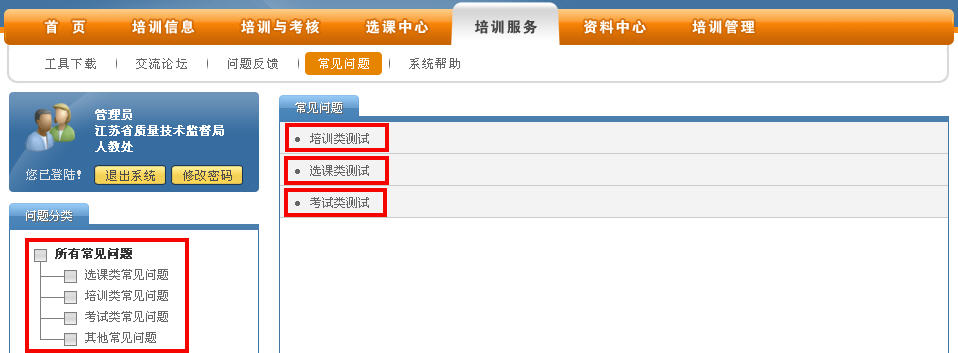 首 页 培训信息 培训与考核 选课中心 培训服务 资料中心 培训管理
工具下载 交流论坛 问题反馈 常见问题 系统帮助
管理员
江苏省质量技术监督局
人教处
您已登陆! 退出系统 修改密码
问题分类
所有常见问题
选课类常见问题
培训类常见问题
考试类常见问题
其他常见问题
常见问题
培训类测试
选课类测试
考试类测试